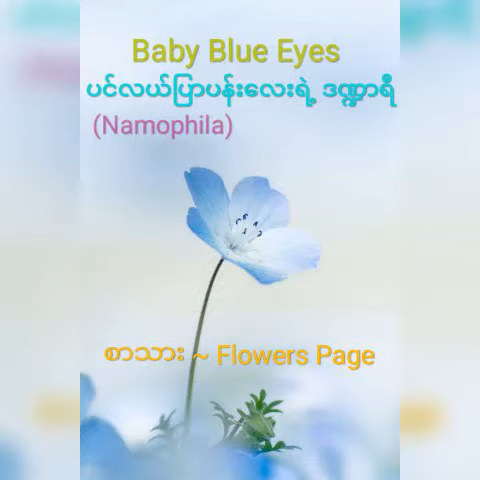 Baby Blue Eyes
ပင်လယ်ပြာပန်းလေးရဲ့ ဒဏ္ဍာရီ
(Namophila)
စာသား ~ Flowers Page